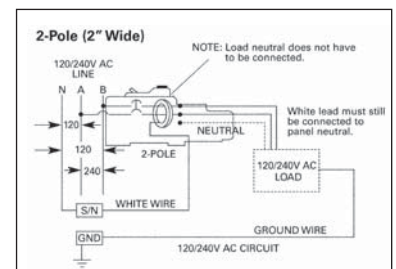 2-Pole (2” Wide)
NOTE: Load neutral does not have
to be connected.
120/240V AC
LINE
N A B
120
NEUTRAL
White lead must still
be connected to
panel neutral.
120
2-POLE
240
120/240V AC
LOAD
S/N
WHITE WIRE
GND
GROUND WIRE
120/240V AC CIRCUIT